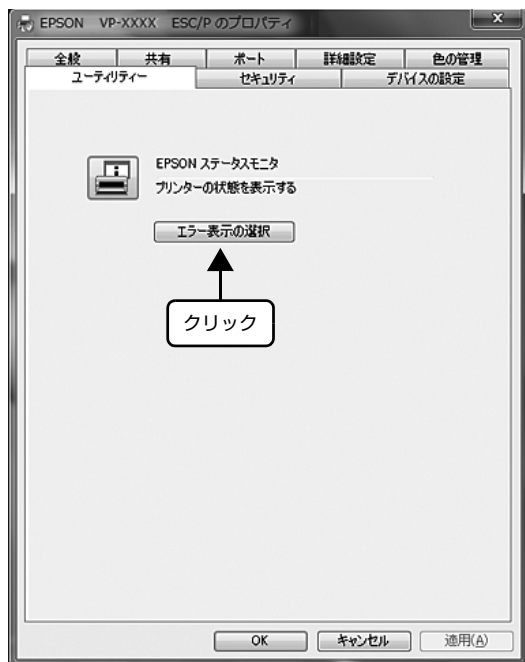 EPSON VP-XXXX ESC/P のプロパティ
全般 共有 ポート 詳細設定 色の管理
ユーティリティー セキュリティ デバイスの設定
EPSON ステータスモニタ
プリンターの状態を表示する
エラー表示の選択
クリック
OK キャンセル 適用(A)